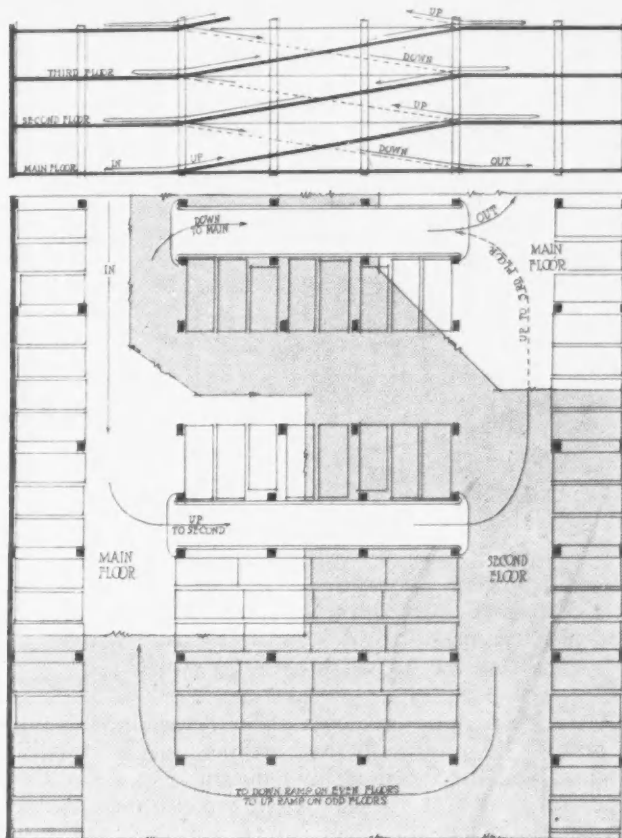 UP
DOWN
THIRD FLOOR
UP
SECOND FLOOR
MAIN FLOOR
IN
UP
DOWN
OUT
DOWN
TO MAIN
OUT
MAIN
FLOOR
IN
UP TO 3RD FLOOR
UP
TO SECOND
MAIN
FLOOR
SECOND
FLOOR
TO DOWN RAMP ON EVEN FLOORS
TO UP RAMP ON ODD FLOORS